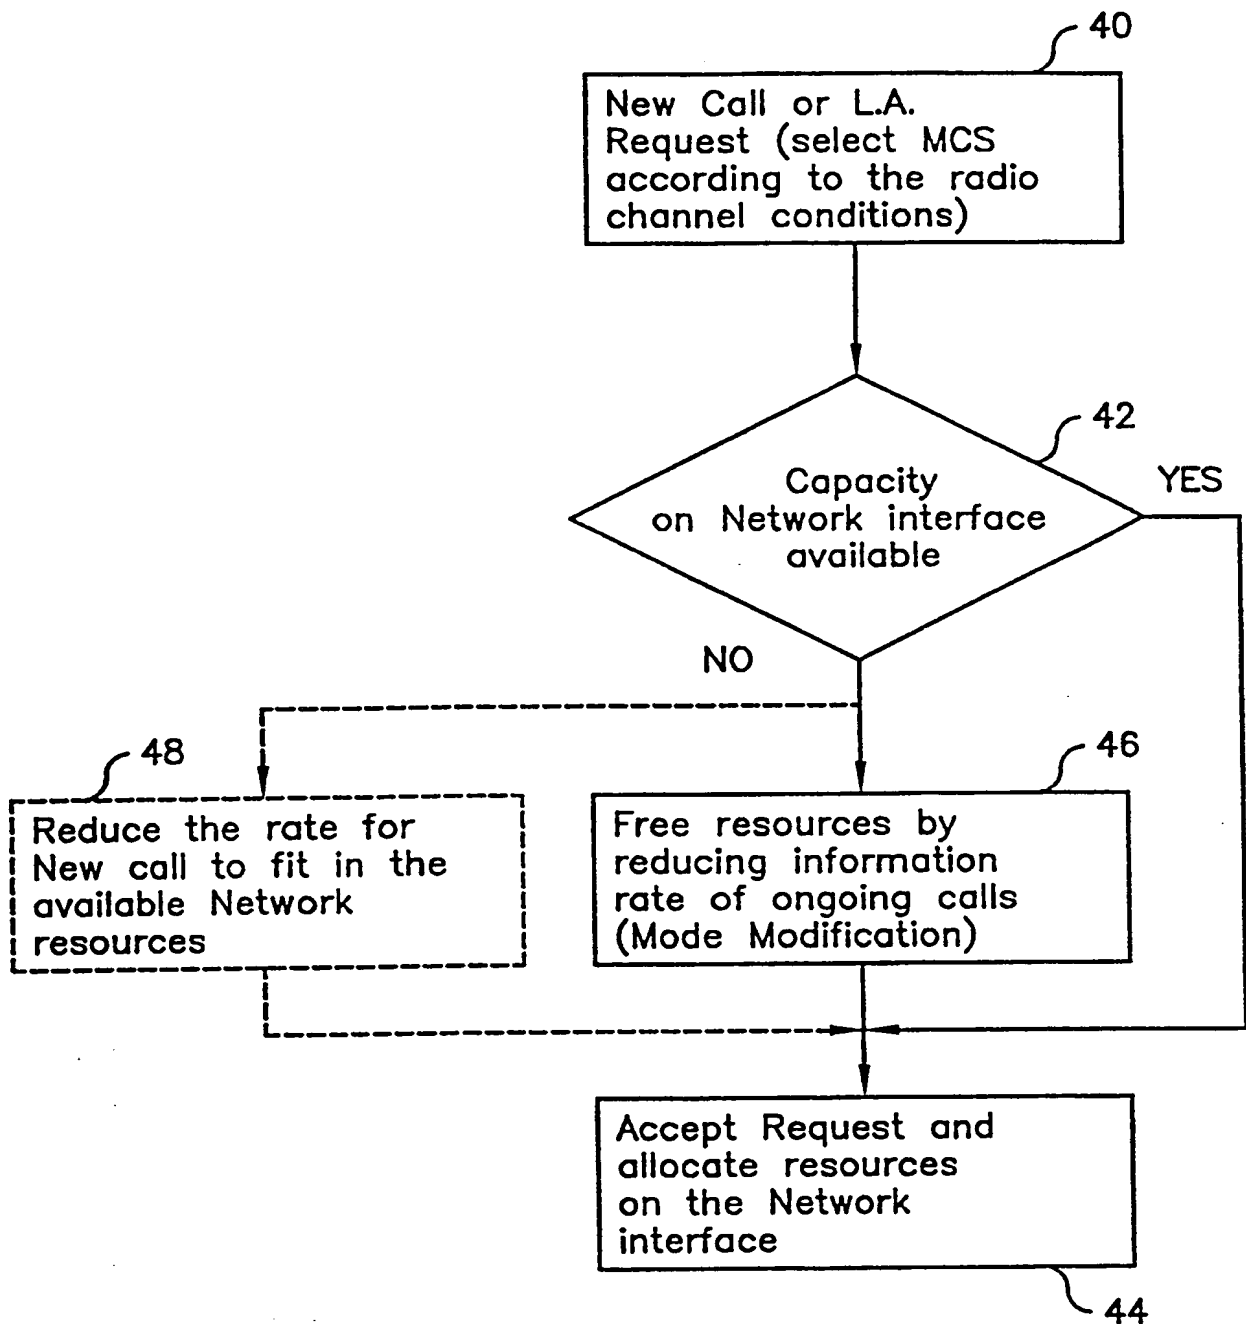 40
New Call or L.A.
Request (select MCS
according to the radio
channel conditions)
42
YES
Capacity
on Network interface
available
NO
48
Reduce the rate for
New call to fit in the
available Network
resources
46
Free resources by
reducing information
rate of ongoing calls
(Mode Modification)
Accept Request and
allocate resources
on the Network
interface
44